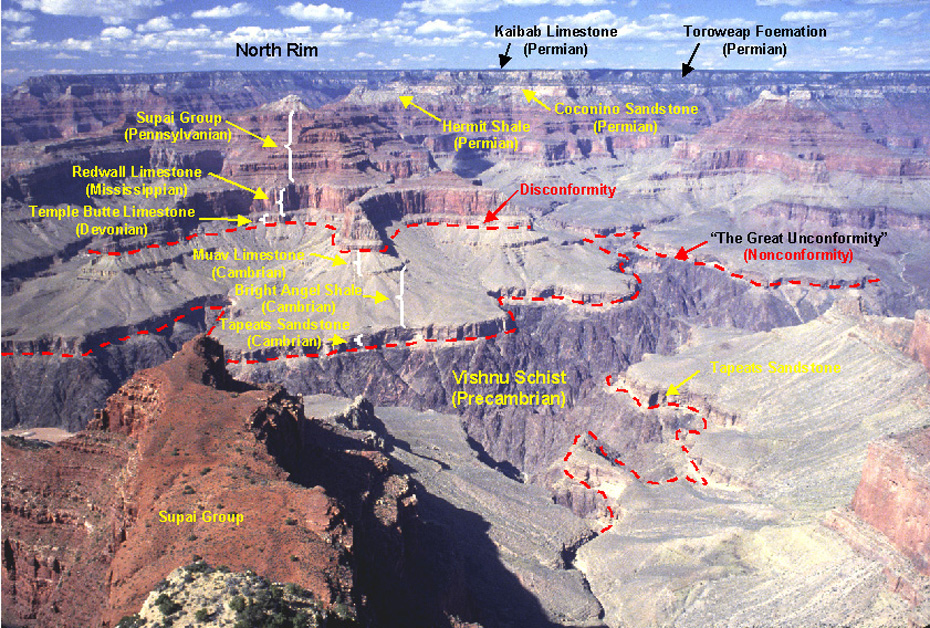 North Rim
Kaibab Limestone
(Permian)
Toroweap Foemation
(Permian)
Supai Group
(Pennsylvanian)
Hermit Shale
(Permian)
Coconino Sandstone
(Permian)
Redwall Limestone
(Mississippian)
Disconformity
Temple Butte Limestone
(Devonian)
"The Great Unconformity"
(Nonconformity)
Muav Limestone
(Cambrian)
Bright Angel Shale
(Cambrian)
Tapeats Sandstone
(Cambrian)
Vishnu Schist
(Precambrian)
Tapeats Sandstone
Supai Group